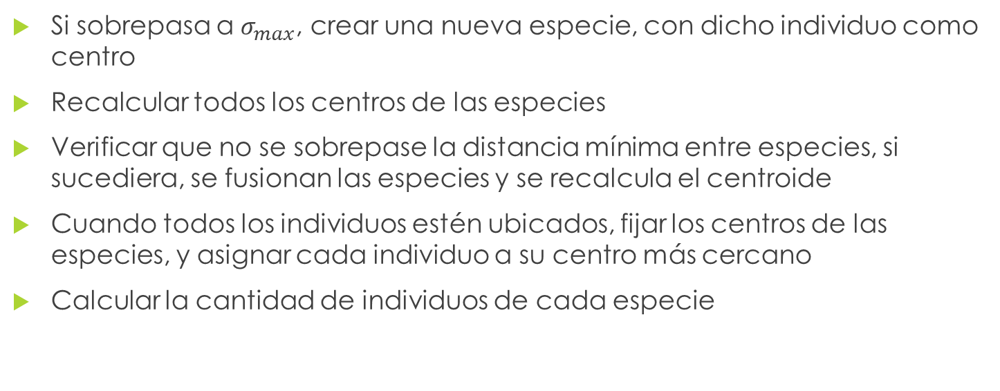 Si sobrepasa a σmax, crear una nueva especie, con dicho individuo como
centro
Recalcular todos los centros de las especies
Verificar que no se sobrepase la distancia mínima entre especies, si
sucediera, se fusionan las especies y se recalcula el centroide
Cuando todos los individuos estén ubicados, fijar los centros de las
especies, y asignar cada individuo a su centro más cercano
Calcular la cantidad de individuos de cada especie